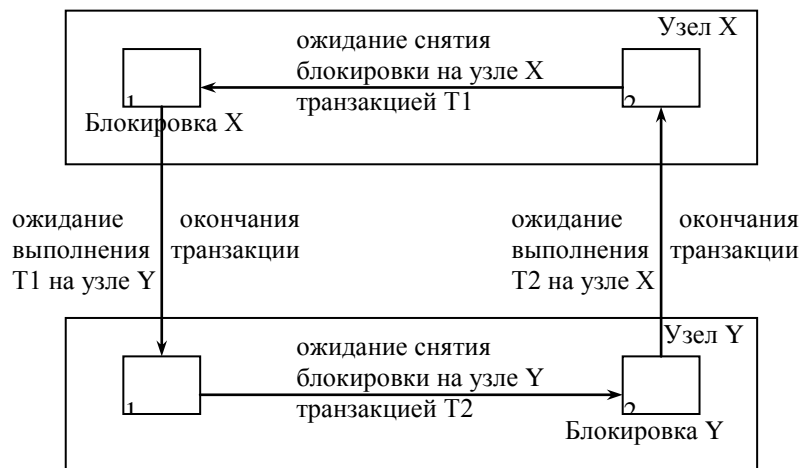 Узел X
ожидание снятия
блокировки на узле X
транзакцией T1
1
2
Блокировка X
ожидание окончания
выполнения транзакции
T1 на узле Y
ожидание окончания
выполнения транзакции
T2 на узле X
Узел Y
ожидание снятия
блокировки на узле Y
транзакцией T2
1
2
Блокировка Y